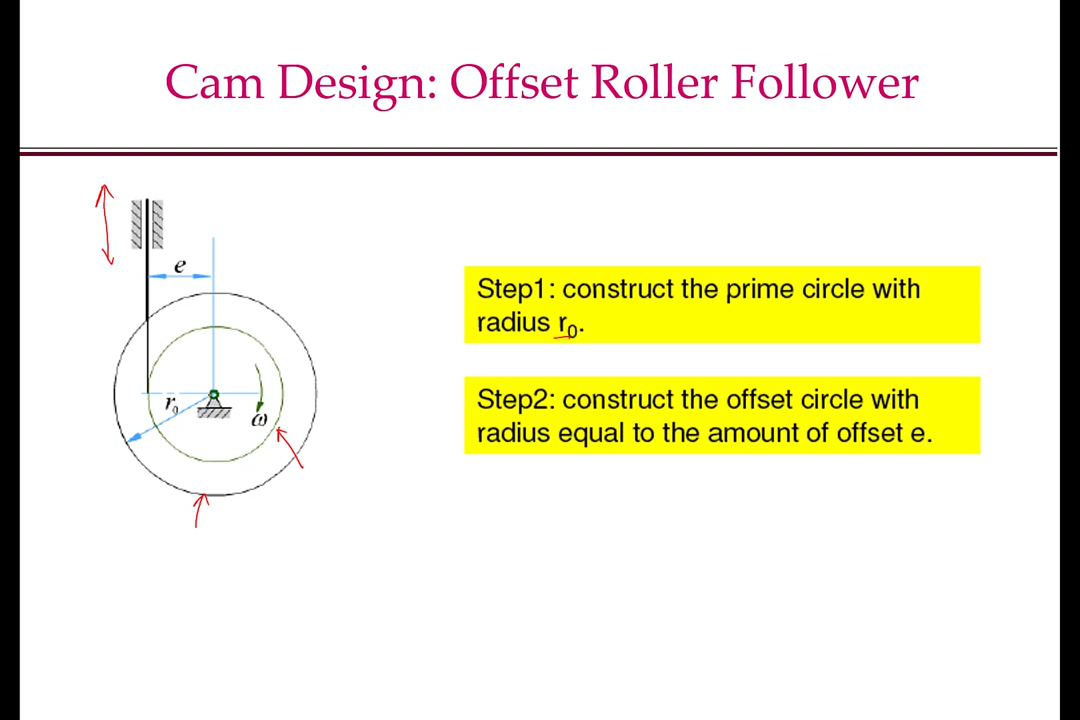 Cam Design: Offset Roller Follower
e
r₀
ω
Step1: construct the prime circle with
radius r₀.
Step2: construct the offset circle with
radius equal to the amount of offset e.